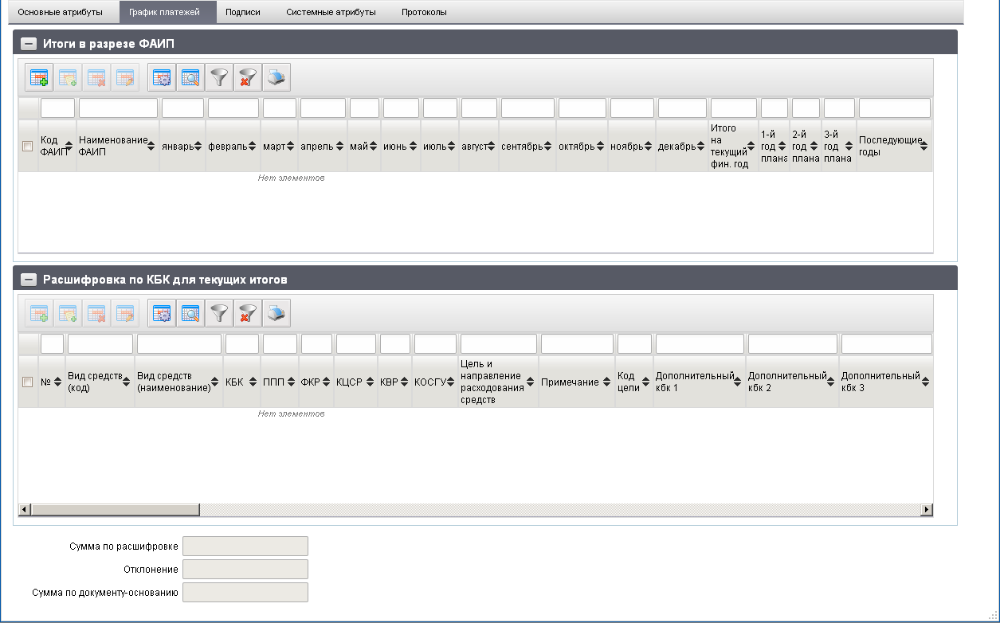 Основные атрибуты График платежей Подписи Системные атрибуты Протоколы
Итоги в разрезе ФАИП
Код ФАИП Наименование ФАИП январь февраль март апрель май июнь июль август сентябрь октябрь ноябрь декабрь Итого на текущий фин. год 1-й год плана 2-й год плана 3-й год плана Последующие годы
Нет элементов
Расшифровка по КБК для текущих итогов
№ Вид средств (код) Вид средств (наименование) КБК ППП ФКР КЦСР КВР КОСГУ Цель и направление расходования средств Примечание Код цели Дополнительный кбк 1 Дополнительный кбк 2 Дополнительный кбк 3
Нет элементов
Сумма по расшифровке
Отклонение
Сумма по документу-основанию